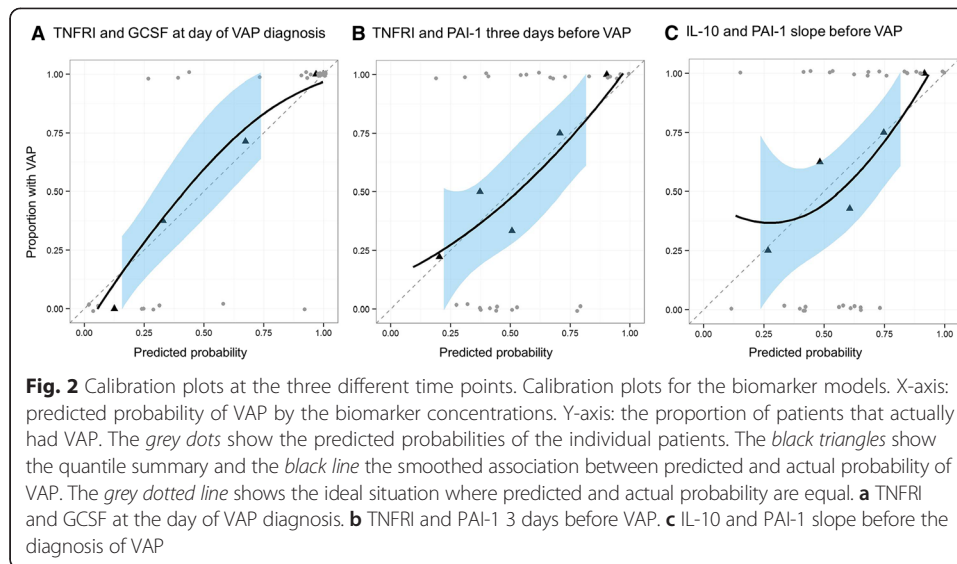 A TNFRI and GCSF at day of VAP diagnosis
B TNFRI and PAI-1 three days before VAP
C IL-10 and PAI-1 slope before VAP
Proportion with VAP
1.00
0.75
0.50
0.25
0.00
0.00 0.25 0.50 0.75 1.00
Predicted probability
1.00
0.75
0.50
0.25
0.00
0.00 0.25 0.50 0.75 1.00
Predicted probability
1.00
0.75
0.50
0.25
0.00
0.00 0.25 0.50 0.75 1.00
Predicted probability
Fig. 2 Calibration plots at the three different time points. Calibration plots for the biomarker models. X-axis:
predicted probability of VAP by the biomarker concentrations. Y-axis: the proportion of patients that actually
had VAP. The grey dots show the predicted probabilities of the individual patients. The black triangles show
the quantile summary and the black line the smoothed association between predicted and actual probability of
VAP. The grey dotted line shows the ideal situation where predicted and actual probability are equal. a TNFRI
and GCSF at the day of VAP diagnosis. b TNFRI and PAI-1 3 days before VAP. c IL-10 and PAI-1 slope before the
diagnosis of VAP